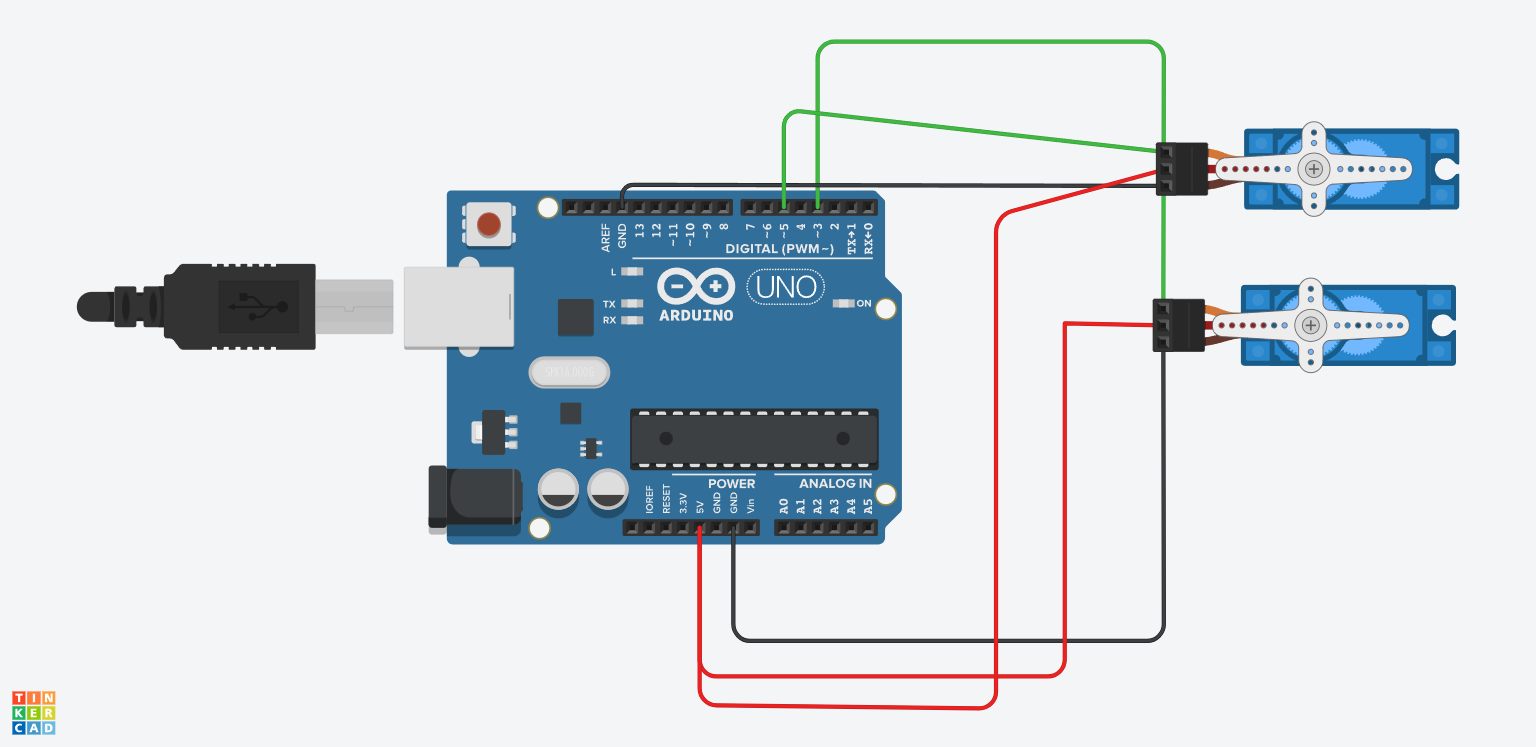 AREF
GND
13
12
~11
~10
~9
8
7
~6
~5
4
~3
2
TX→1
RX←0
DIGITAL (PWM~)
L
TX
RX
ARDUINO
UNO
ON
POWER
ANALOG IN
IOREF
RESET
3.3V
5V
GND
GND
Vin
A0
A1
A2
A3
A4
A5
TIN
KER
CAD